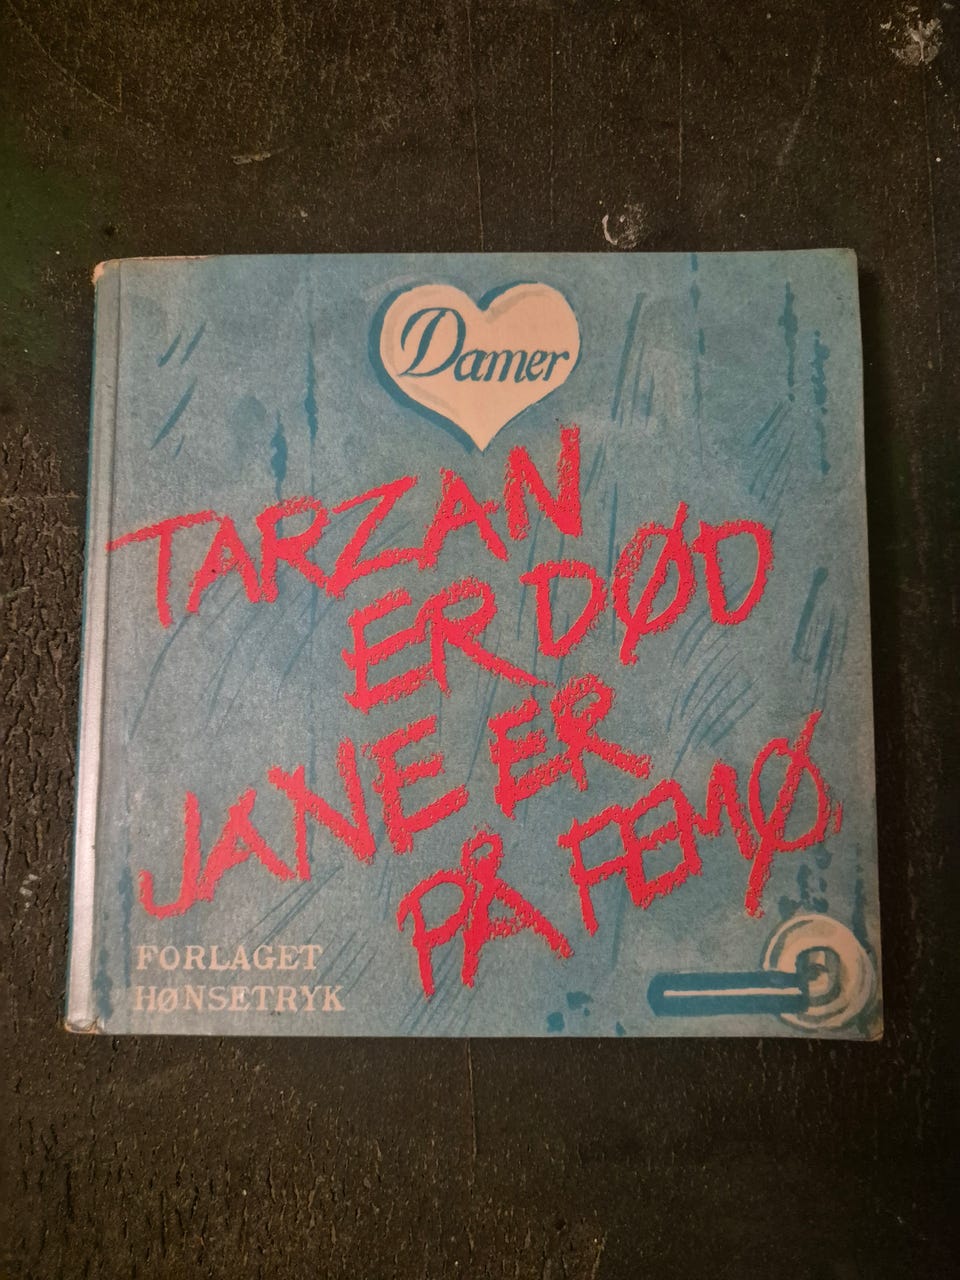 Damer
TARZAN
ER DØD
JANE ER
PÅ FEMØ
FORLAGET
HØNSETRYK